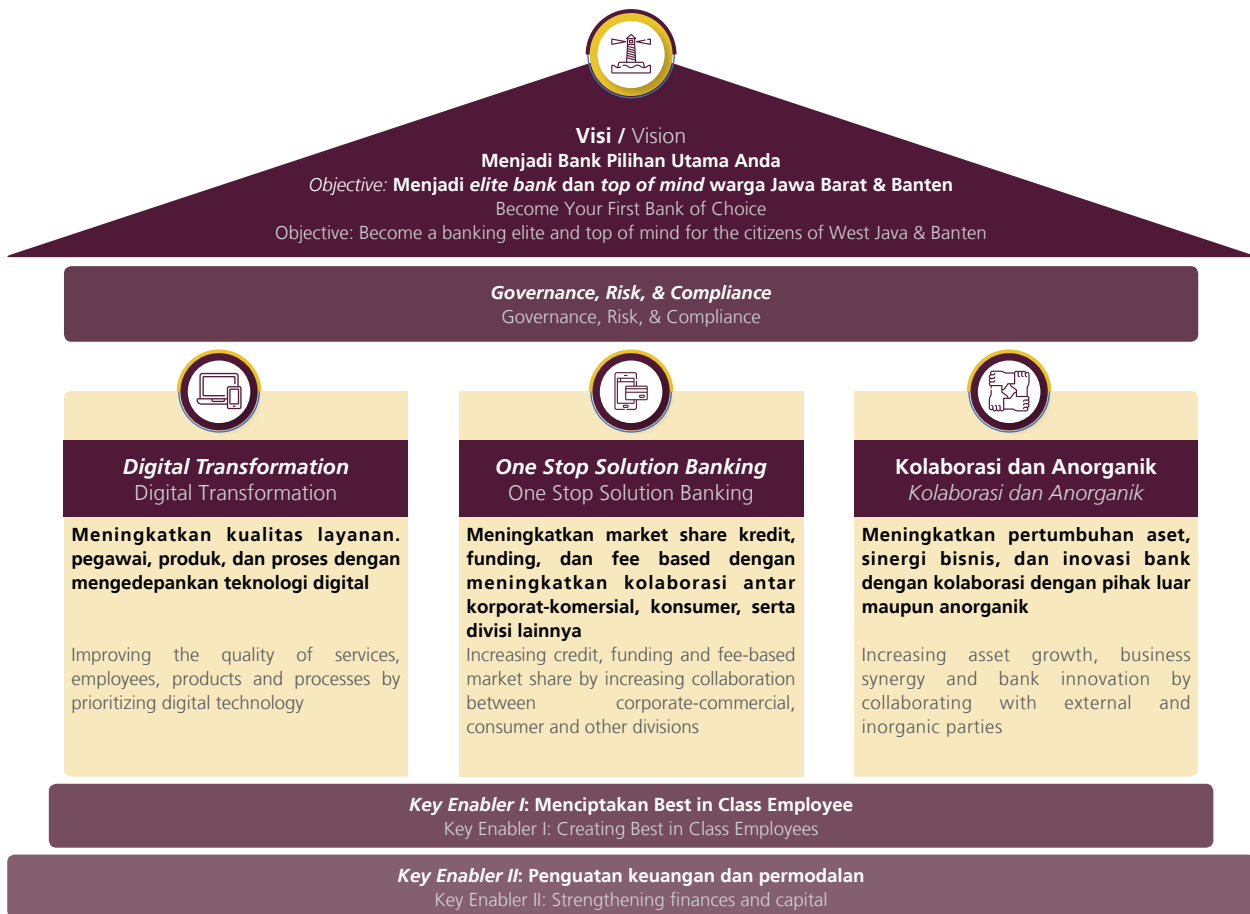 Visi / Vision
Menjadi Bank Pilihan Utama Anda
Objective: Menjadi elite bank dan top of mind warga Jawa Barat & Banten
Become Your First Bank of Choice
Objective: Become a banking elite and top of mind for the citizens of West Java & Banten
Governance, Risk, & Compliance
Governance, Risk, & Compliance
Digital Transformation
Digital Transformation
Meningkatkan kualitas layanan.
pegawai, produk, dan proses dengan
mengedepankan teknologi digital
Improving the quality of services,
employees, products and processes by
prioritizing digital technology
One Stop Solution Banking
One Stop Solution Banking
Meningkatkan market share kredit,
funding, dan fee based dengan
meningkatkan kolaborasi antar
korporat-komersial, konsumer, serta
divisi lainnya
Increasing credit, funding and fee-based
market share by increasing collaboration
between corporate-commercial,
consumer and other divisions
Kolaborasi dan Anorganik
Kolaborasi dan Anorganik
Meningkatkan pertumbuhan aset,
sinergi bisnis, dan inovasi bank
dengan kolaborasi dengan pihak luar
maupun anorganik
Increasing asset growth, business
synergy and bank innovation by
collaborating with external and
inorganic parties
Key Enabler I: Menciptakan Best in Class Employee
Key Enabler I: Creating Best in Class Employees
Key Enabler II: Penguatan keuangan dan permodalan
Key Enabler II: Strengthening finances and capital